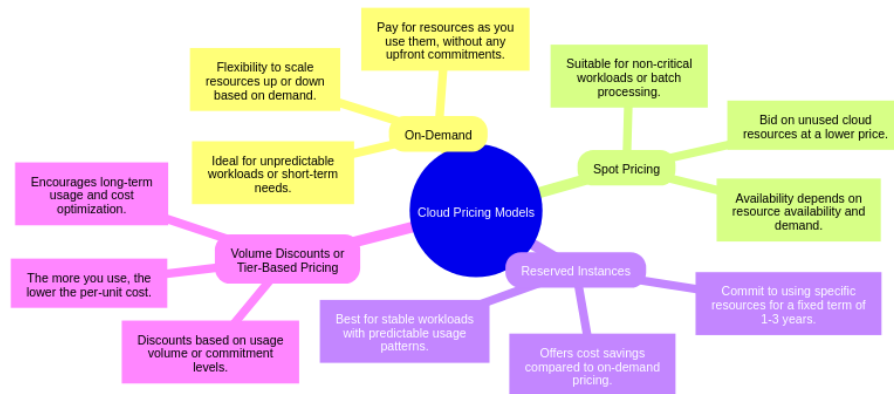 Pay for resources as you
use them, without any
upfront commitments.
Flexibility to scale
resources up or down
based on demand.
Suitable for non-critical
workloads or batch
processing.
Bid on unused cloud
resources at a lower price.
On-Demand
Ideal for unpredictable
workloads or short-term
needs.
Spot Pricing
Encourages long-term
usage and cost
optimization.
Cloud Pricing Models
Availability depends on
resource availability and
demand.
Volume Discounts or
Tier-Based Pricing
Reserved Instances
The more you use, the
lower the per-unit cost.
Commit to using specific
resources for a fixed term of
1-3 years.
Best for stable workloads
with predictable usage
patterns.
Discounts based on usage
volume or commitment
levels.
Offers cost savings
compared to on-demand
pricing.